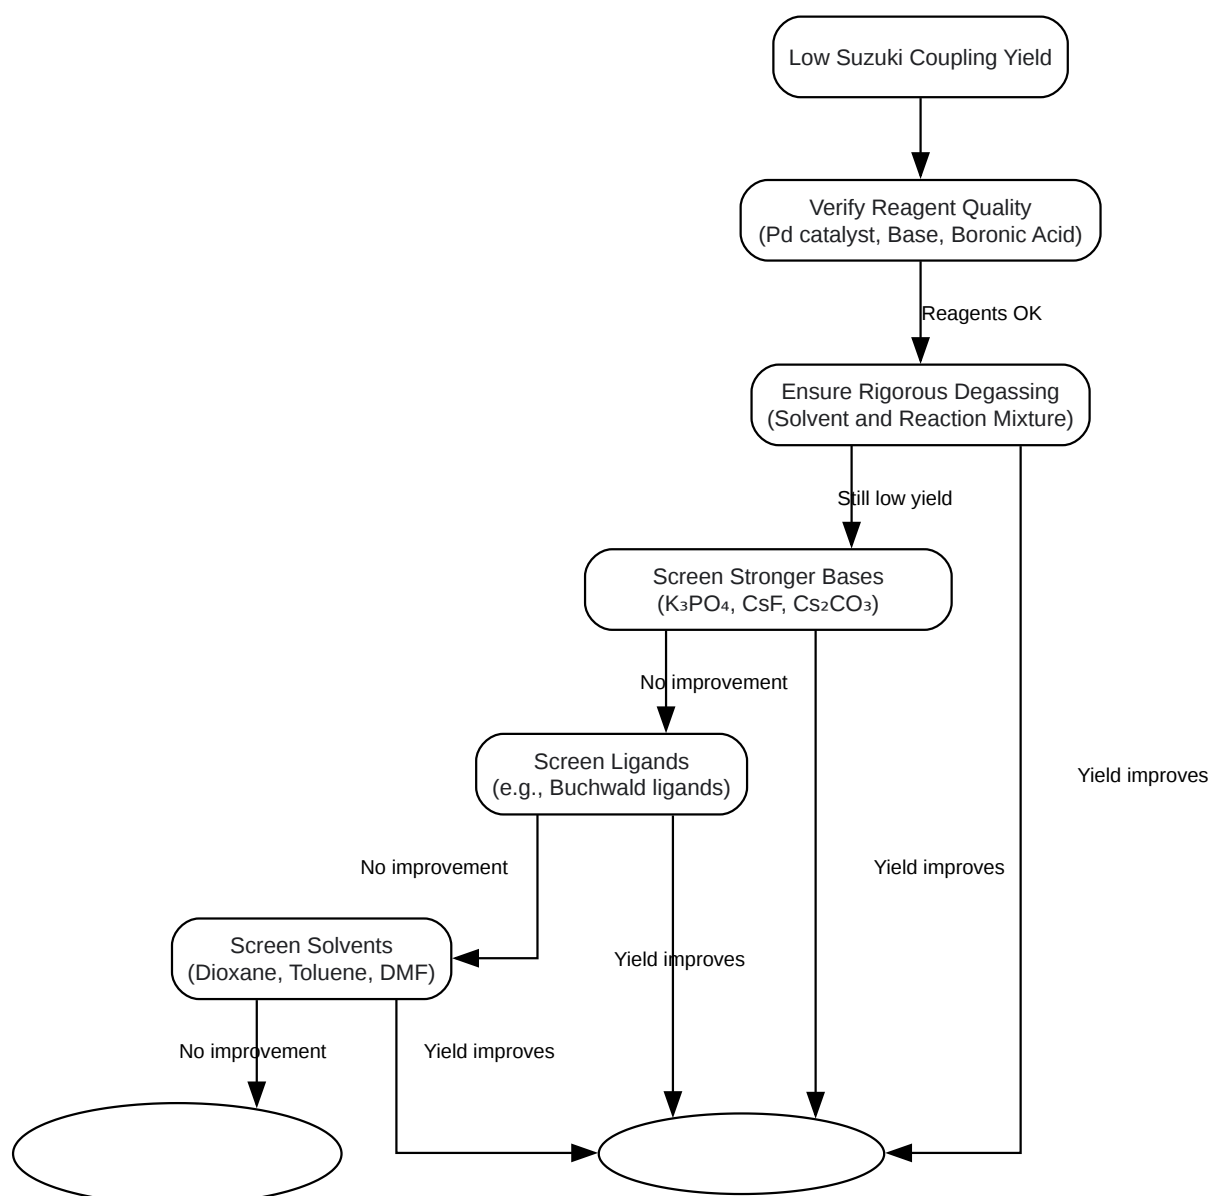 Low Suzuki Coupling Yield
Verify Reagent Quality
(Pd catalyst, Base, Boronic Acid)
Reagents OK
Ensure Rigorous Degassing
(Solvent and Reaction Mixture)
Still low yield
Screen Stronger Bases
(K₃PO₄, CsF, Cs₂CO₃)
No improvement
Screen Ligands
(e.g., Buchwald ligands)
Yield improves
No improvement
Yield improves
Screen Solvents
(Dioxane, Toluene, DMF)
Yield improves
No improvement
Yield improves